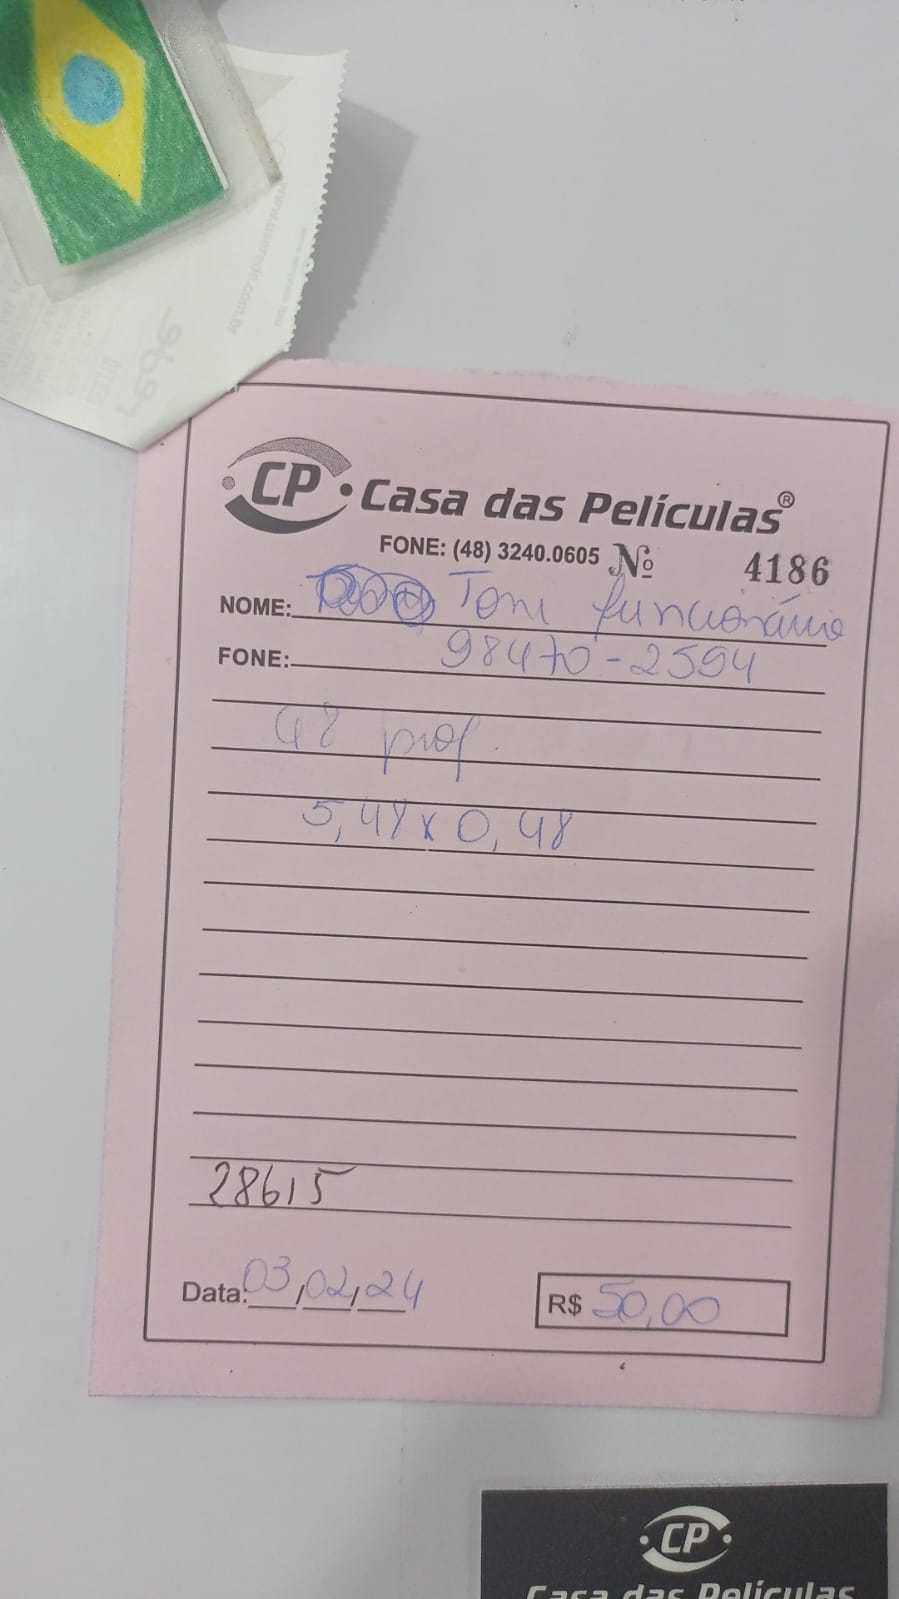 CP Casa das Películas®
FONE: (48) 3240.0605 Nº 4186
NOME: Toni funcionário
FONE: 98470-2594
48 prof.
5,48 x 0,48
28615
Data: 03/02/24 R$ 50,00
CP
Casa das Películas